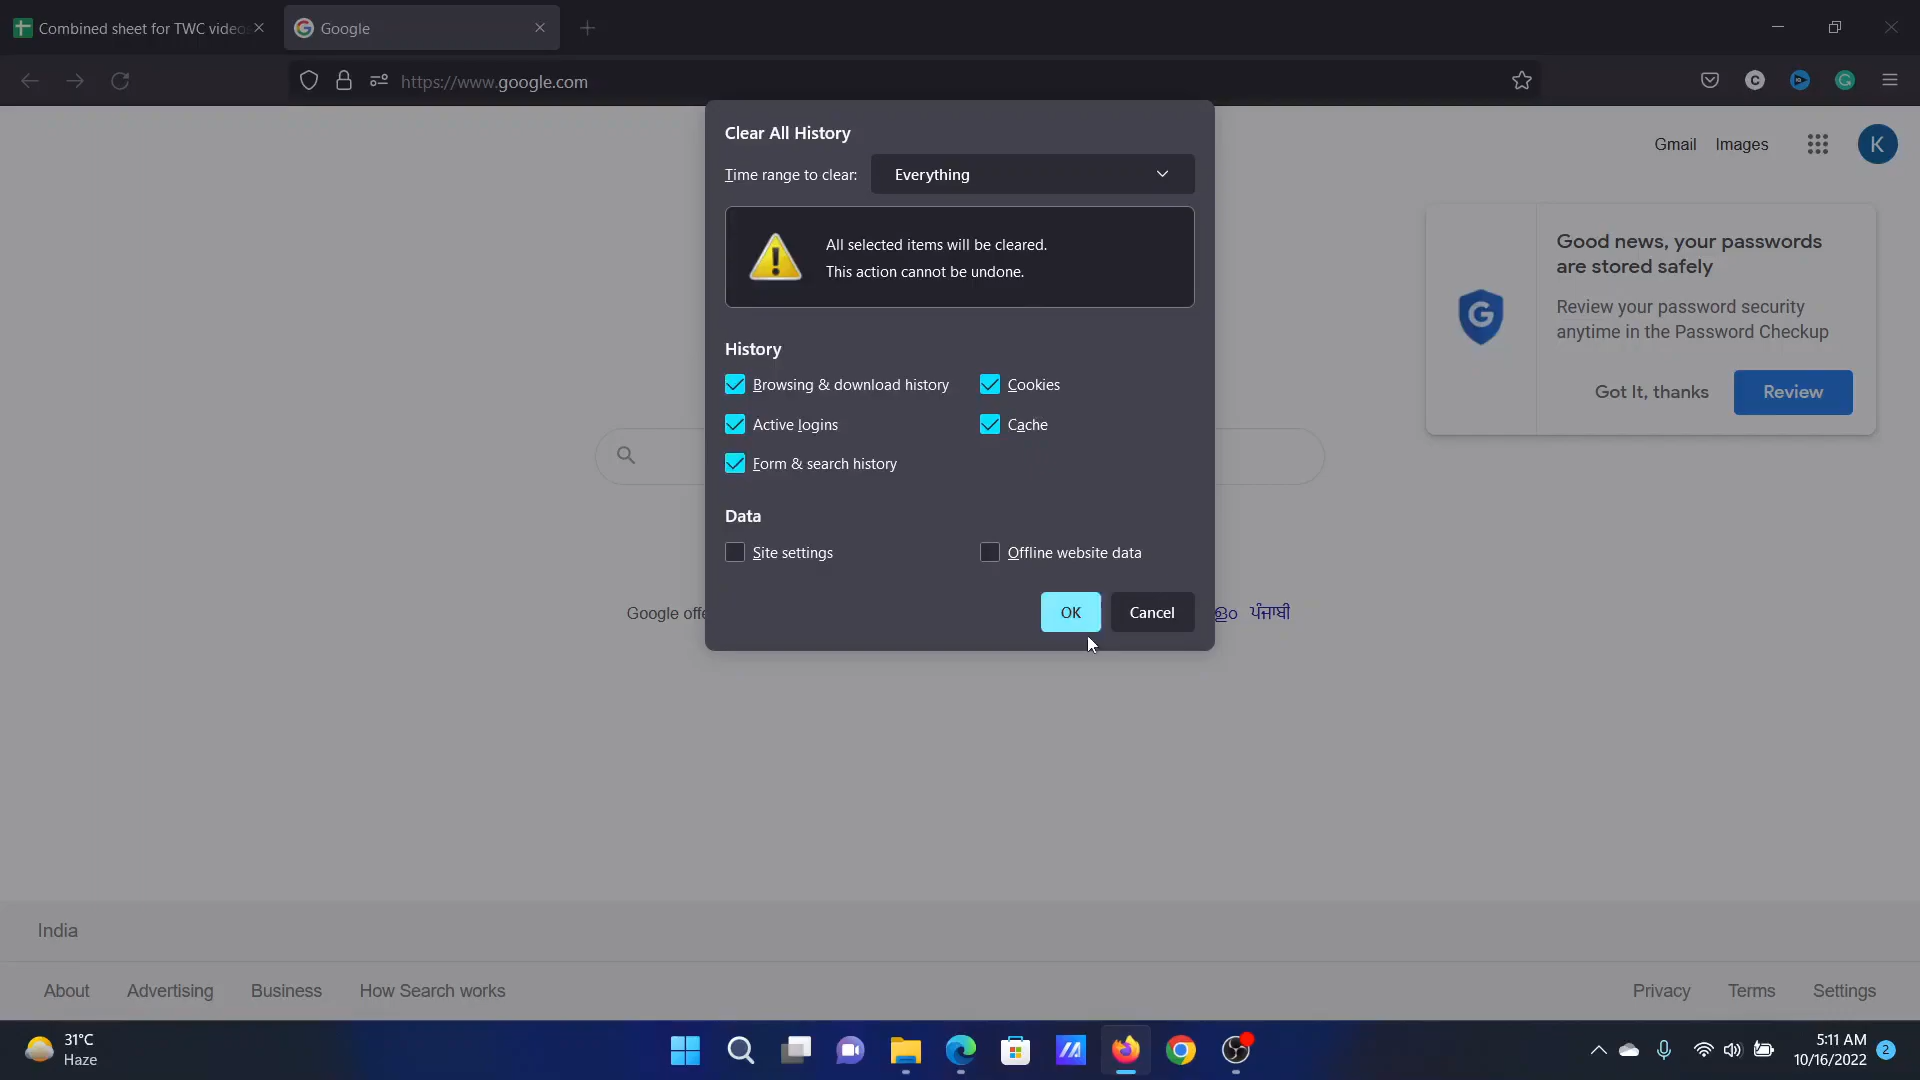 Combined sheet for TWC video
Google
https://www.google.com
Clear All History
Time range to clear: Everything
All selected items will be cleared.
This action cannot be undone.
History
Browsing & download history Cookies
Active logins Cache
Form & search history
Data
Site settings Offline website data
OK Cancel
Gmail Images
K
Good news, your passwords
are stored safely
Review your password security
anytime in the Password Checkup
Got It, thanks Review
Google offe
ਪੰਜਾਬੀ
India
About Advertising Business How Search works
Privacy Terms Settings
31°C
Haze
5:11 AM
10/16/2022
2